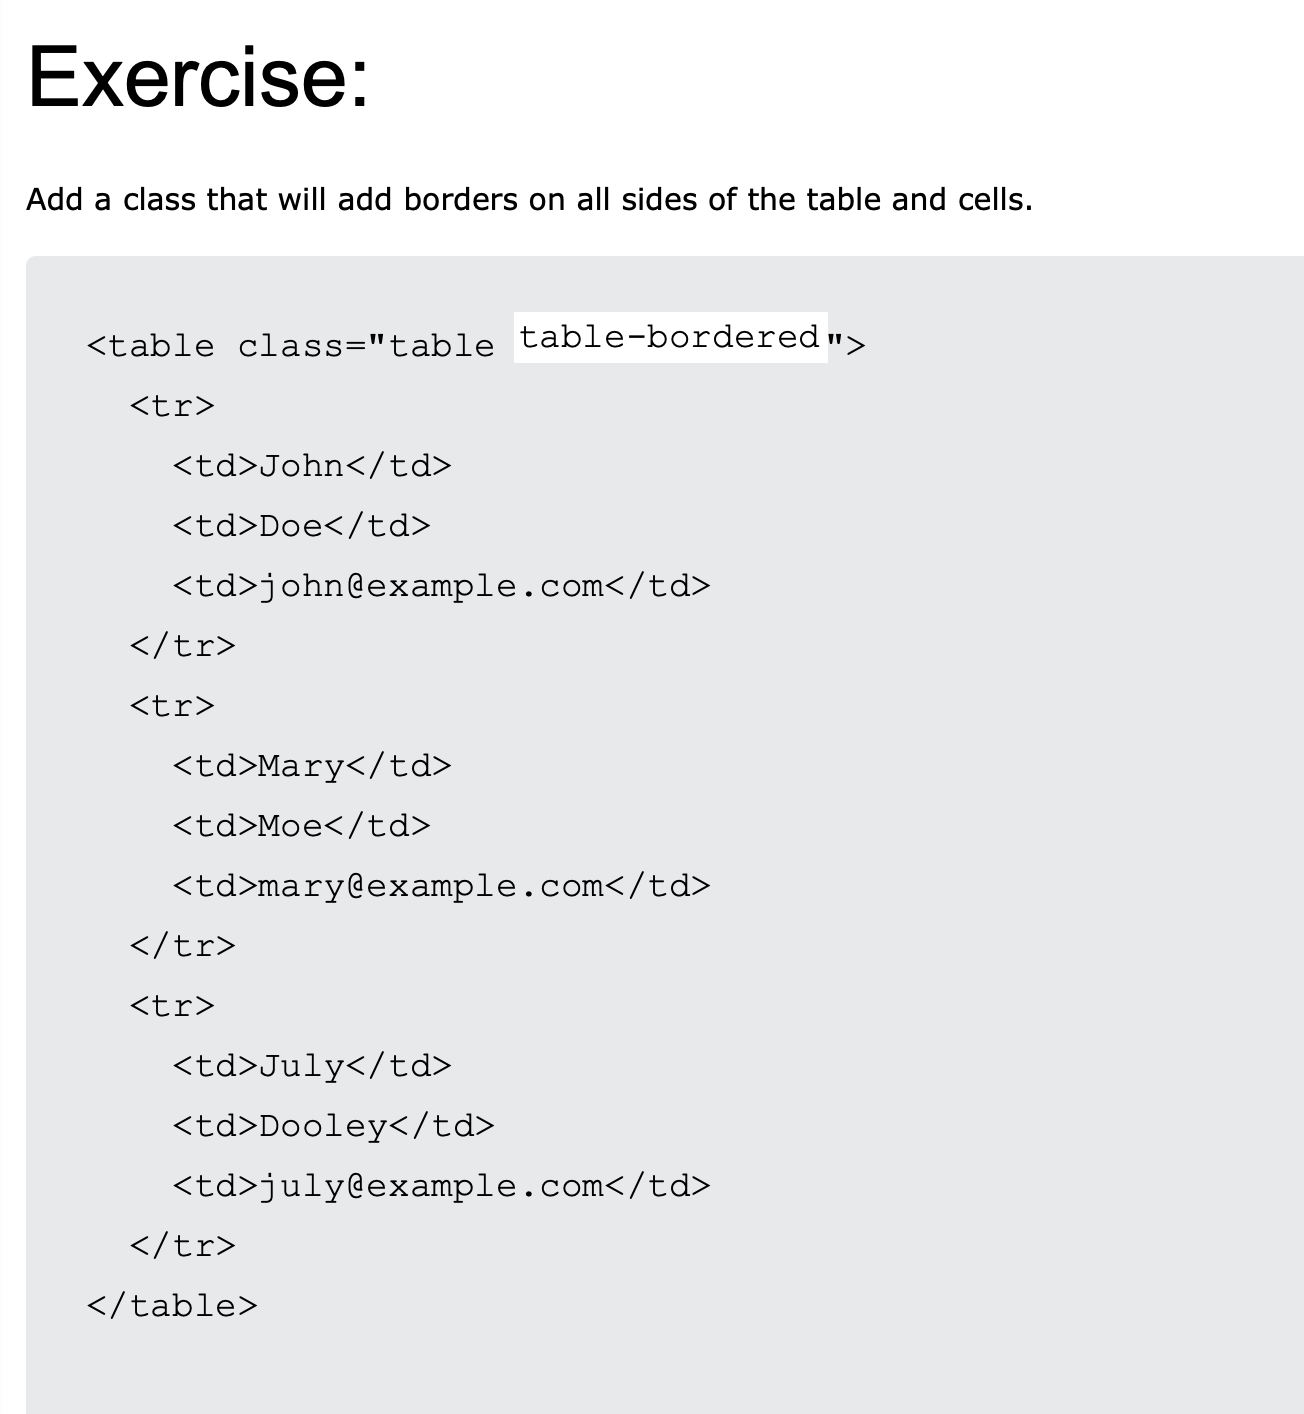 Exercise:
Add a class that will add borders on all sides of the table and cells.
<table class="table table-bordered">
<tr>
<td>John</td>
<td>Doe</td>
<td>john@example.com</td>
</tr>
<tr>
<td>Mary</td>
<td>Moe</td>
<td>mary@example.com</td>
</tr>
<tr>
<td>July</td>
<td>Dooley</td>
<td>july@example.com</td>
</tr>
</table>